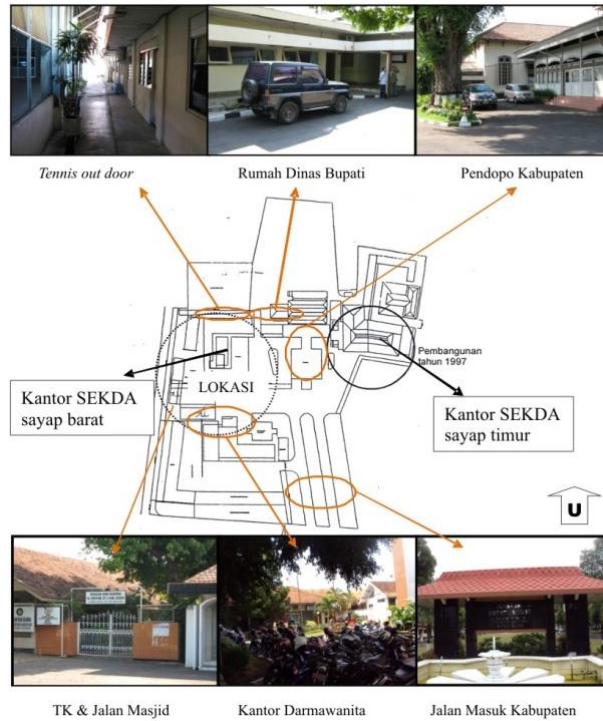 Tennis out door
Rumah Dinas Bupati
Pendopo Kabupaten
Pembangunan
tahun 1997
LOKASI
Kantor SEKDA
sayap barat
Kantor SEKDA
sayap timur
U
TK & Jalan Masjid
Kantor Darmawanita
Jalan Masuk Kabupaten